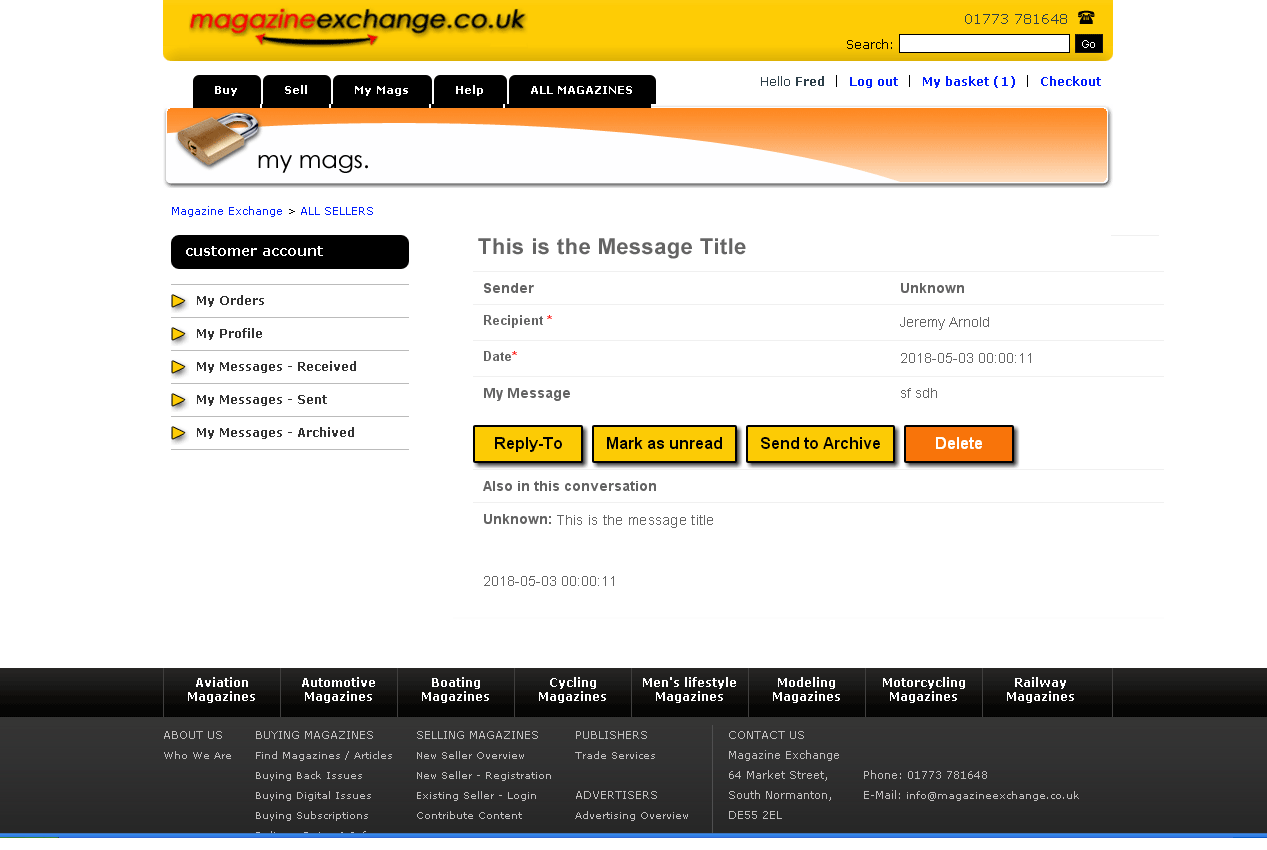 magazineexchange.co.uk
01773 781648
Search:
Go
Hello Fred
Log out
My basket (1)
Checkout
Buy
Sell
My Mags
Help
ALL MAGAZINES
my mags.
Magazine Exchange > ALL SELLERS
customer account
My Orders
My Profile
My Messages - Received
My Messages - Sent
My Messages - Archived
This is the Message Title
Sender Unknown
Recipient * Jeremy Arnold
Date* 2018-05-03 00:00:11
My Message sf sdh
Reply-To
Mark as unread
Send to Archive
Delete
Also in this conversation
Unknown: This is the message title
2018-05-03 00:00:11
Aviation
Magazines
Automotive
Magazines
Boating
Magazines
Cycling
Magazines
Men's lifestyle
Magazines
Modeling
Magazines
Motorcycling
Magazines
Railway
Magazines
ABOUT US
Who We Are
BUYING MAGAZINES
Find Magazines / Articles
Buying Back Issues
Buying Digital Issues
Buying Subscriptions
SELLING MAGAZINES
New Seller Overview
New Seller - Registration
Existing Seller - Login
Contribute Content
PUBLISHERS
Trade Services
ADVERTISERS
Advertising Overview
CONTACT US
Magazine Exchange
64 Market Street,
South Normanton,
DE55 2EL
Phone: 01773 781648
E-Mail: info@magazineexchange.co.uk